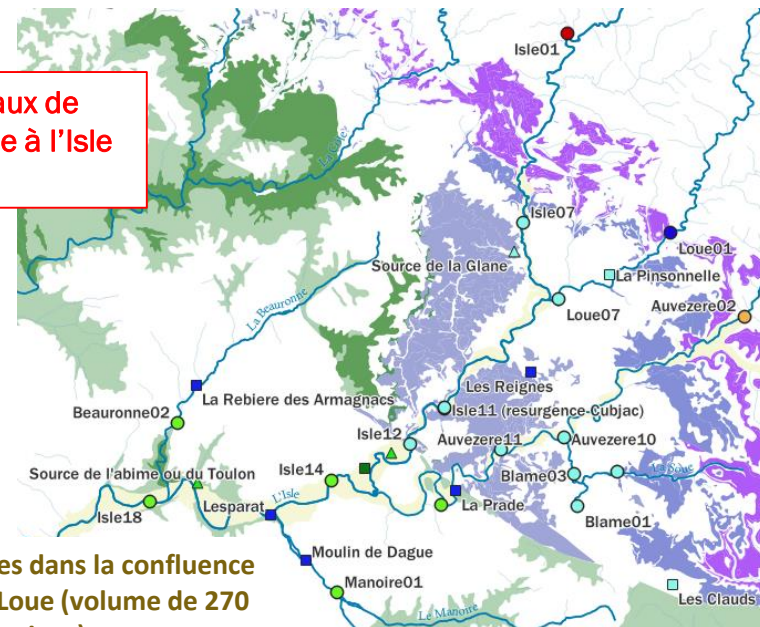 Isle01
aux de
e à l'Isle
La Côle
Isle07
Loue01
Source de la Glane
La Pinsonnelle
Auvezere02
Loue07
La Beauronne
Les Reignes
La Rebiere des Armagnacs
Isle11 (resurgence-Cubjac)
Beauronne02
Isle12
Auvezere11
Auvezere10
Source de l'abime ou du Toulon
Isle14
Blame03
Lesparat
L'Isle
La Prade
Isle18
Blame01
es dans la confluence
Moulin de Dague
Loue (volume de 270
Manoire01
Les Clauds
Le Manoire